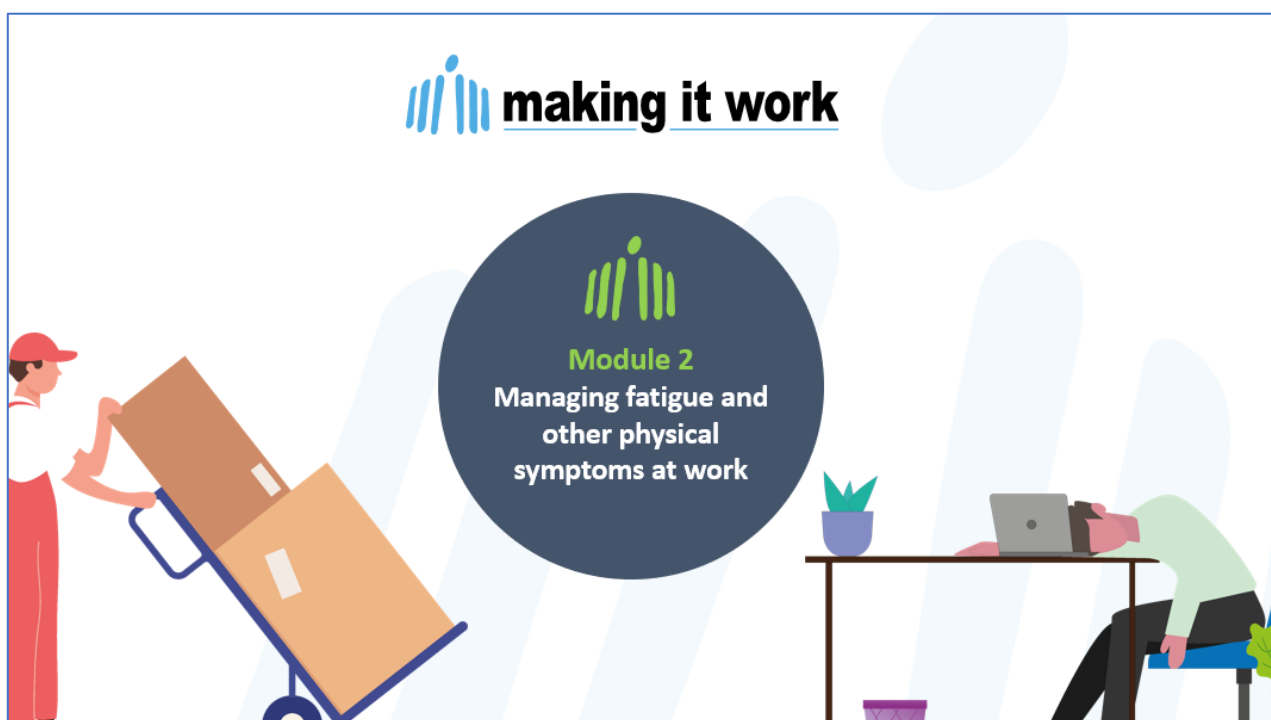 making it work
Module 2
Managing fatigue and
other physical
symptoms at work